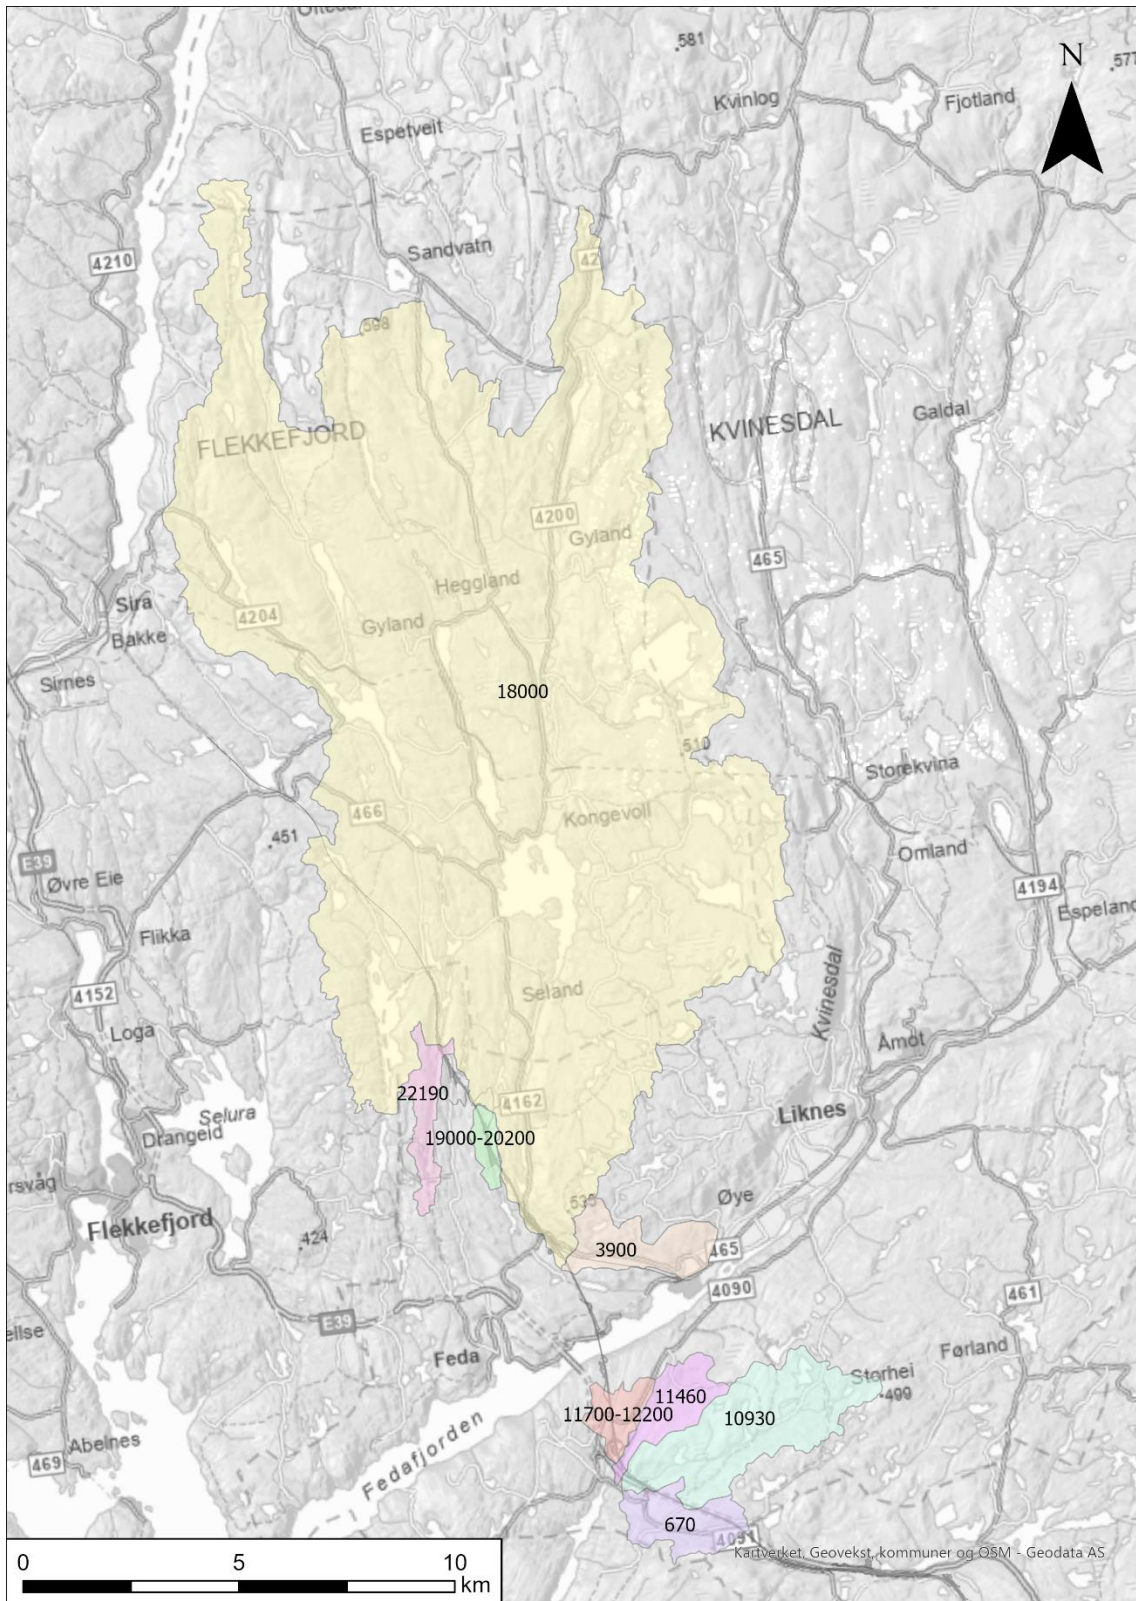 581
N
577
Kvinlog
Fjotland
Espetveit
Sandvatn
4210
42
598
Galdal
FLEKKEFJORD
KVINESDAL
4200
Gyland
465
Heggland
Sira
4204
Gyland
Bakke
Sirnes
18000
510
Storekvina
466
Kongevoll
451
Omland
E39
Øvre Eie
4194
Espeland
Flikka
Kvinesdal
4152
Seland
Loga
Åmot
22190
4162
Selura
Liknes
19000-20200
Drangeid
rsvåg
Øye
535
Flekkefjord
424
3900
465
4090
461
E39
ellse
Førland
Feda
Storhei
499
11460
11700-12200
10930
Abelnes
469
Fedafjorden
670
4091
Kartverket, Geovekst, kommuner og OSM - Geodata AS
0 5 10
km